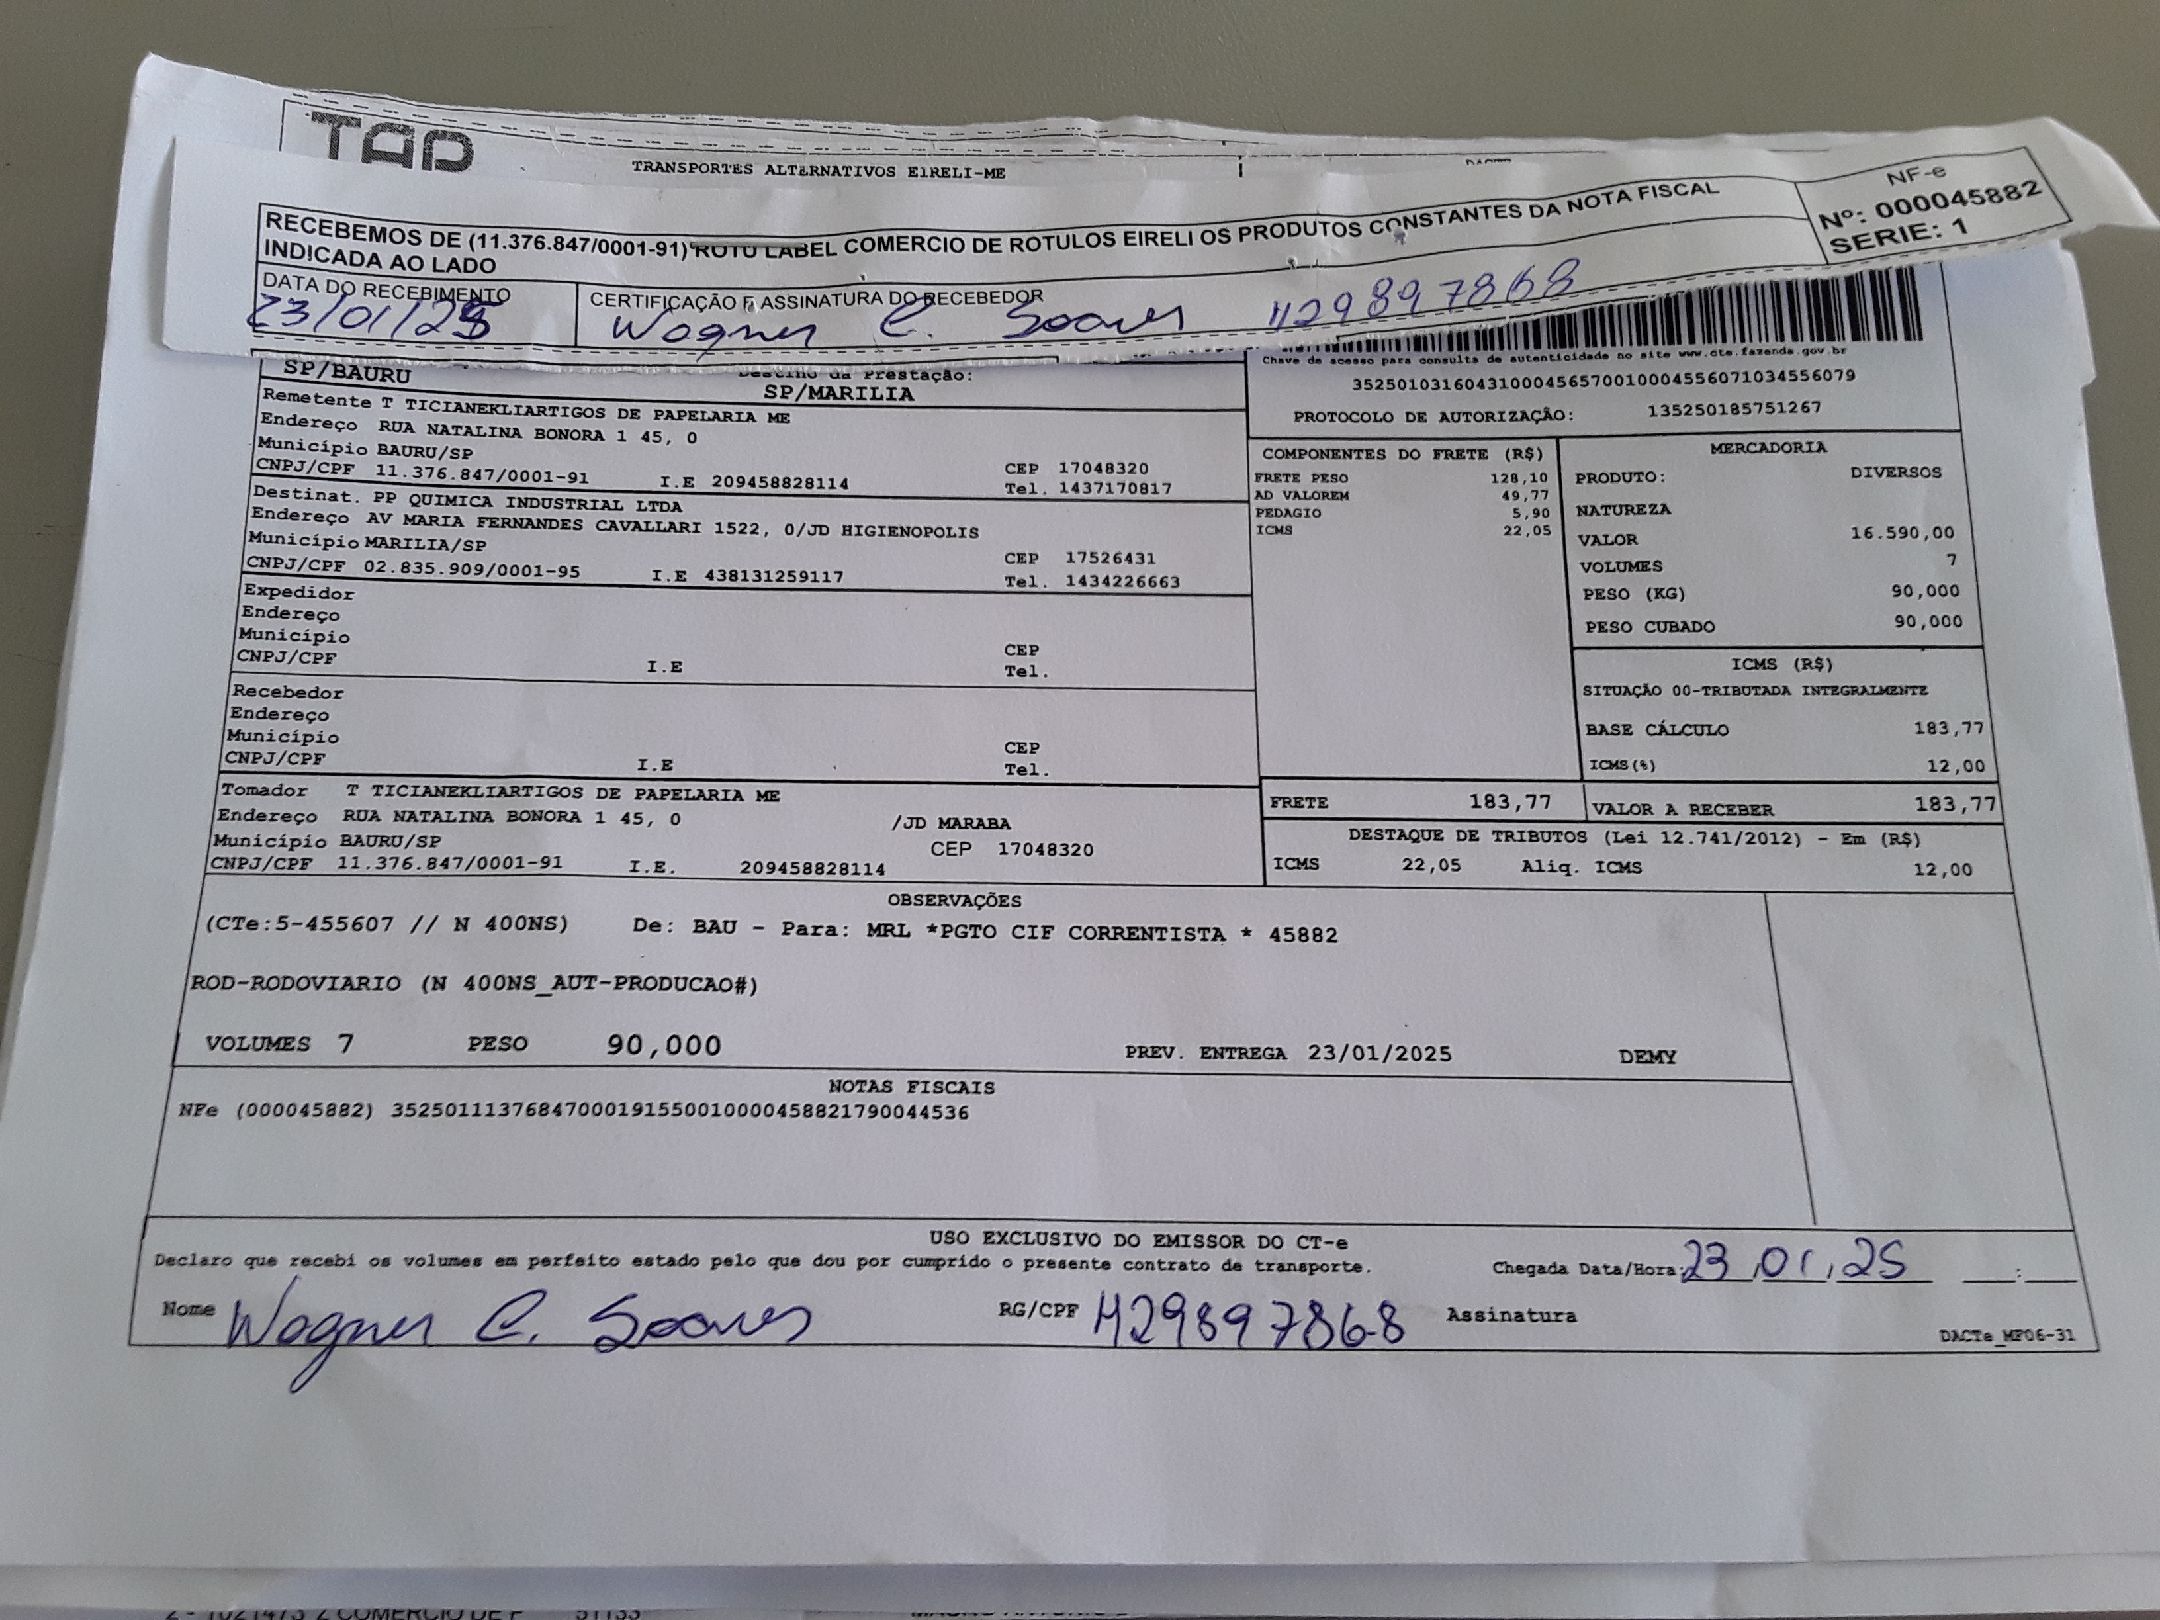 TAP
TRANSPORTES ALTERNATIVOS EIRELI-ME
NF-e
Nº: 000045882
SERIE: 1
RECEBEMOS DE (11.376.847/0001-91) ROTU LABEL COMERCIO DE ROTULOS EIRELI OS PRODUTOS CONSTANTES DA NOTA FISCAL
INDICADA AO LADO
DATA DO RECEBIMENTO
23/01/25
CERTIFICAÇÃO E ASSINATURA DO RECEBEDOR
Wagner C. Soares 429897868
Chave de acesso para consulta de autenticidade no site www.cte.fazenda.gov.br
35250103160431000456570010004556071034556079
PROTOCOLO DE AUTORIZAÇÃO: 135250185751267
SP/BAURU
Destino da Prestação:
SP/MARILIA
Remetente T TICIANEKLIARTIGOS DE PAPELARIA ME
Endereço RUA NATALINA BONORA 1 45, 0
Município BAURU/SP
CEP 17048320
CNPJ/CPF 11.376.847/0001-91 I.E 209458828114 Tel. 1437170817
Destinat. PP QUIMICA INDUSTRIAL LTDA
Endereço AV MARIA FERNANDES CAVALLARI 1522, 0/JD HIGIENOPOLIS
Município MARILIA/SP
CEP 17526431
CNPJ/CPF 02.835.909/0001-95 I.E 438131259117 Tel. 1434226663
Expedidor
Endereço
Município
CEP
CNPJ/CPF I.E Tel.
Recebedor
Endereço
Município
CEP
CNPJ/CPF I.E Tel.
Tomador T TICIANEKLIARTIGOS DE PAPELARIA ME
Endereço RUA NATALINA BONORA 1 45, 0 /JD MARABA
Município BAURU/SP CEP 17048320
CNPJ/CPF 11.376.847/0001-91 I.E. 209458828114
COMPONENTES DO FRETE (R$)
FRETE PESO 128,10
AD VALOREM 49,77
PEDAGIO 5,90
ICMS 22,05
MERCADORIA
PRODUTO: DIVERSOS
NATUREZA
VALOR 16.590,00
VOLUMES 7
PESO (KG) 90,000
PESO CUBADO 90,000
ICMS (R$)
SITUAÇÃO 00-TRIBUTADA INTEGRALMENTE
BASE CÁLCULO 183,77
ICMS(%) 12,00
FRETE 183,77
VALOR A RECEBER 183,77
DESTAQUE DE TRIBUTOS (Lei 12.741/2012) - Em (R$)
ICMS 22,05 Aliq. ICMS 12,00
OBSERVAÇÕES
(CTe:5-455607 // N 400NS) De: BAU - Para: MRL *PGTO CIF CORRENTISTA * 45882
ROD-RODOVIARIO (N 400NS_AUT-PRODUCAO#)
VOLUMES 7 PESO 90,000 PREV. ENTREGA 23/01/2025 DEMY
NOTAS FISCAIS
NFe (000045882) 35250111376847000191550010000458821790044536
USO EXCLUSIVO DO EMISSOR DO CT-e
Declaro que recebi os volumes em perfeito estado pelo que dou por cumprido o presente contrato de transporte.
Chegada Data/Hora: 23.01.25 :
Nome Wagner C. Soares RG/CPF 429897868 Assinatura
DACTe_MF06-31